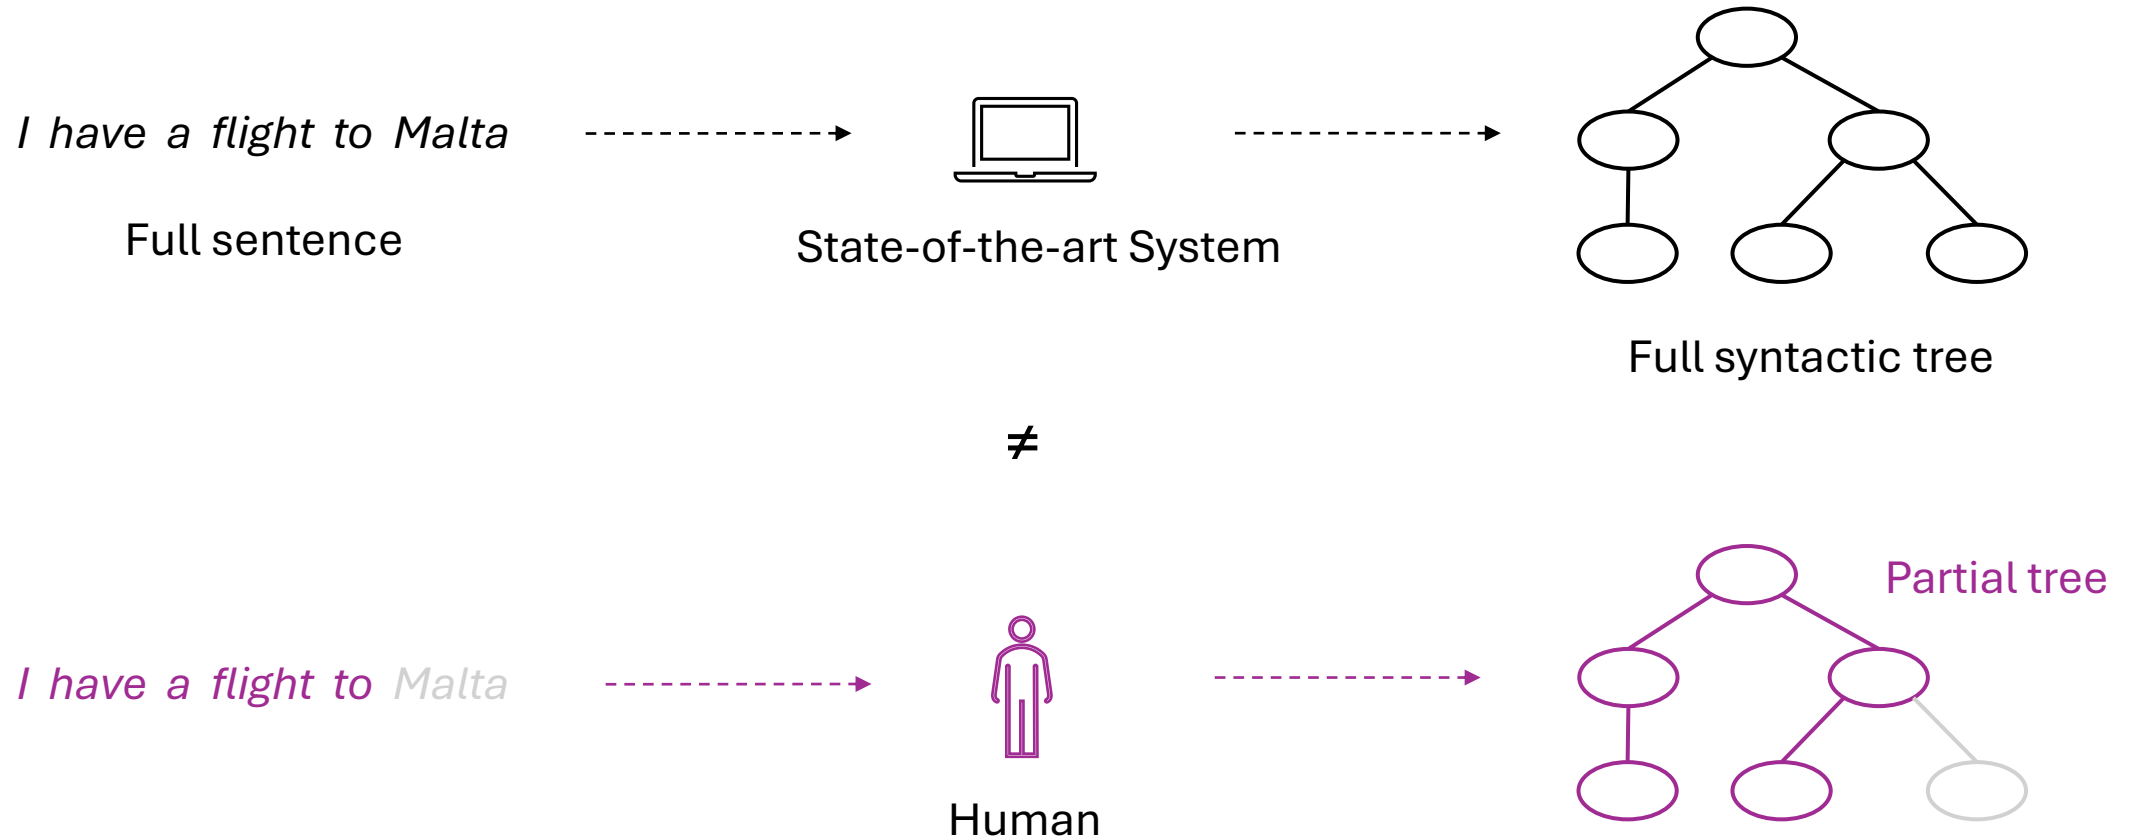 I have a flight to Malta
Full sentence
State-of-the-art System
Full syntactic tree
≠
Partial tree
I have a flight to Malta
Human